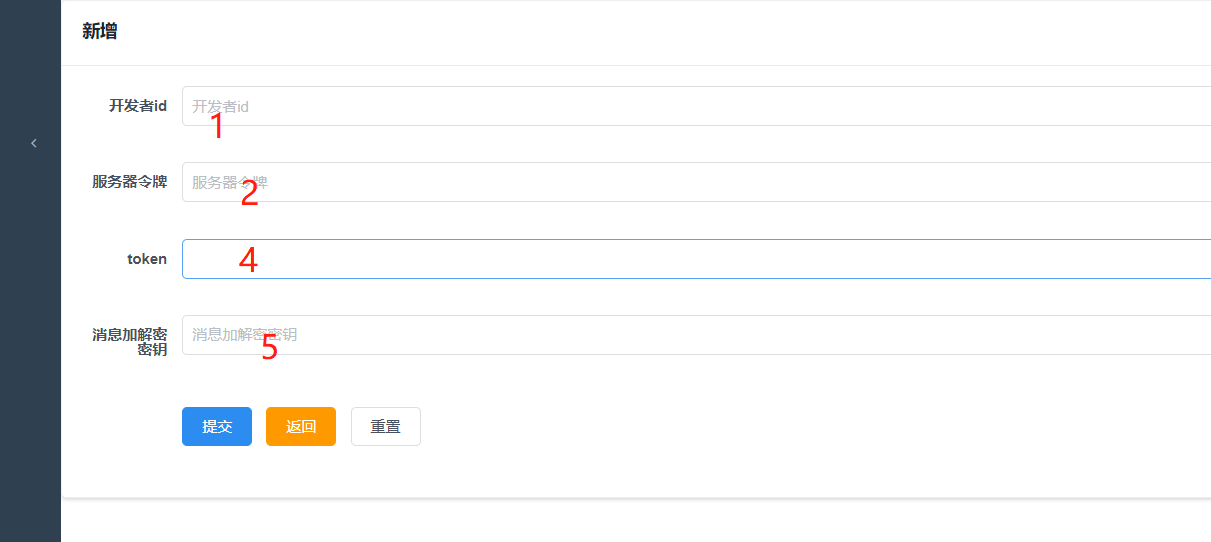 新增
开发者id
开发者id
1
服务器令牌
服务器令牌
2
token
4
消息加解密
密钥
消息加解密密钥
5
提交 返回 重置